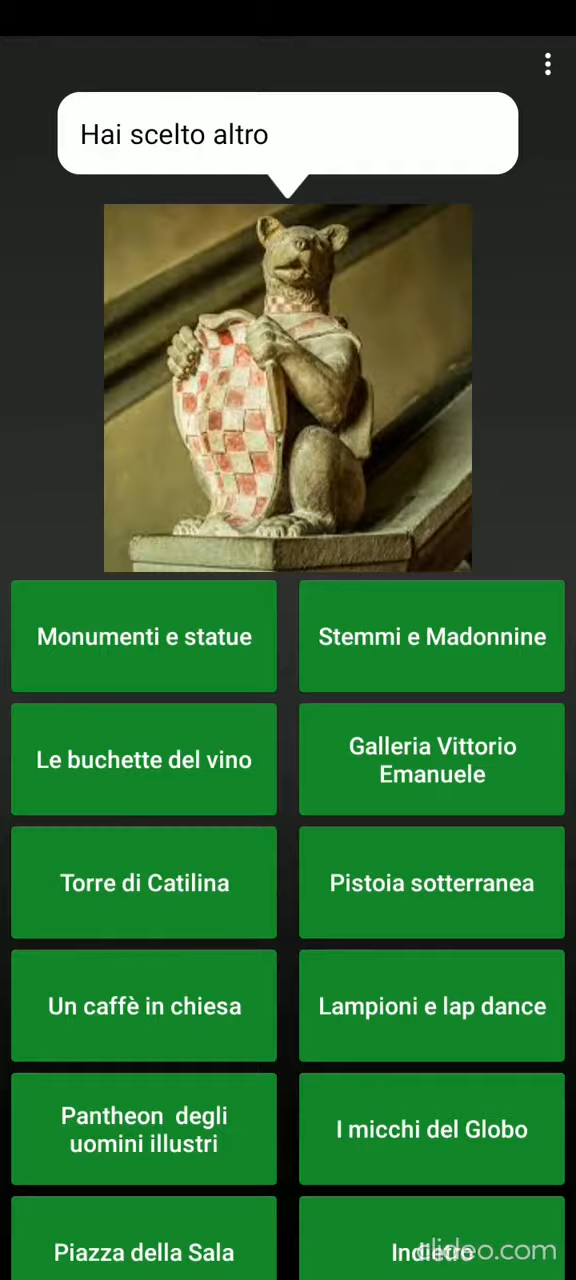 Hai scelto altro
Monumenti e statue
Stemmi e Madonnine
Le buchette del vino
Galleria Vittorio
Emanuele
Torre di Catilina
Pistoia sotterranea
Un caffè in chiesa
Lampioni e lap dance
Pantheon degli
uomini illustri
I micchi del Globo
Piazza della Sala
Indietro
clideo.com